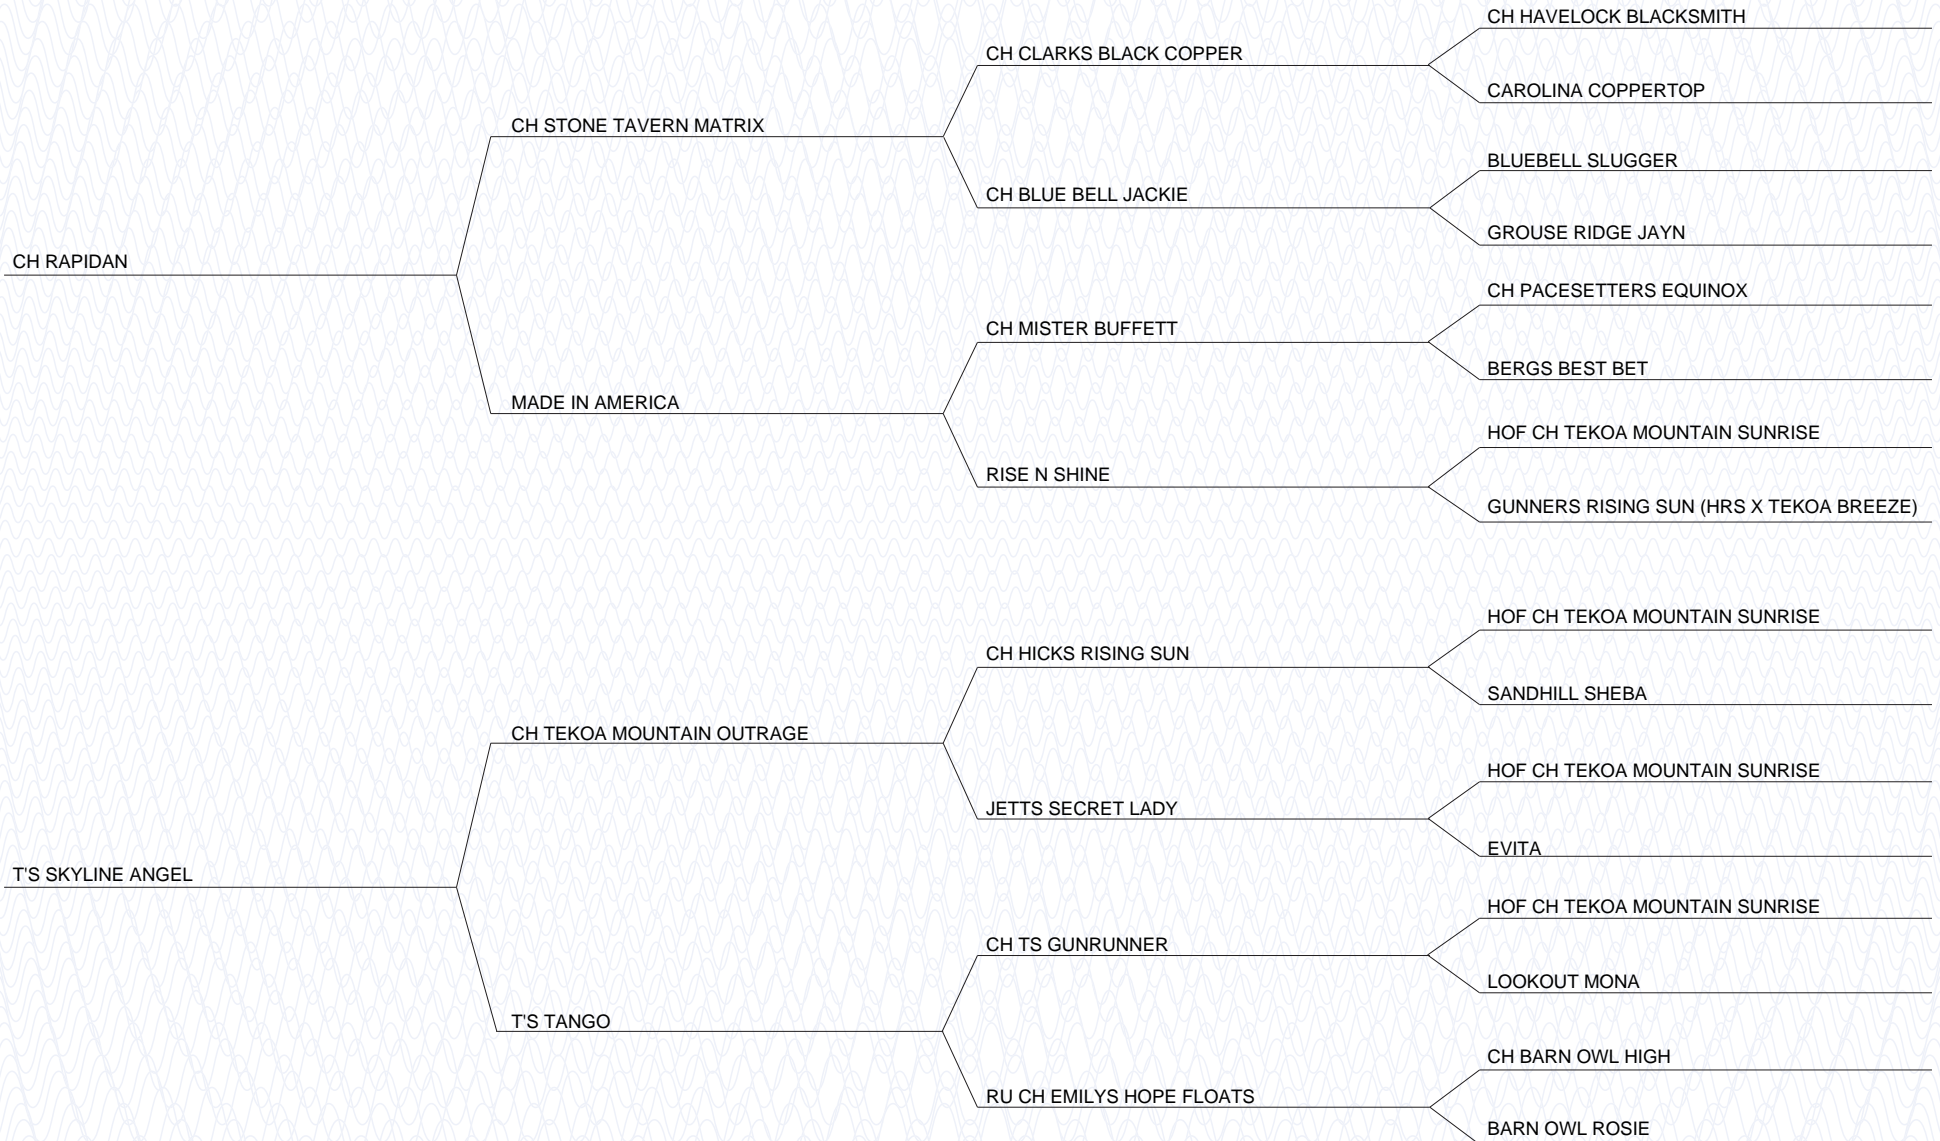 CH HAVELOCK BLACKSMITH
CH CLARKS BLACK COPPER
CAROLINA COPPERTOP
CH STONE TAVERN MATRIX
BLUEBELL SLUGGER
CH BLUE BELL JACKIE
GROUSE RIDGE JAYN
CH RAPIDAN
CH PACESETTERS EQUINOX
CH MISTER BUFFETT
BERGS BEST BET
MADE IN AMERICA
HOF CH TEKOA MOUNTAIN SUNRISE
RISE N SHINE
GUNNERS RISING SUN (HRS X TEKOA BREEZE)
HOF CH TEKOA MOUNTAIN SUNRISE
CH HICKS RISING SUN
SANDHILL SHEBA
CH TEKOA MOUNTAIN OUTRAGE
HOF CH TEKOA MOUNTAIN SUNRISE
JETTS SECRET LADY
EVITA
T'S SKYLINE ANGEL
HOF CH TEKOA MOUNTAIN SUNRISE
CH TS GUNRUNNER
LOOKOUT MONA
T'S TANGO
CH BARN OWL HIGH
RU CH EMILYS HOPE FLOATS
BARN OWL ROSIE